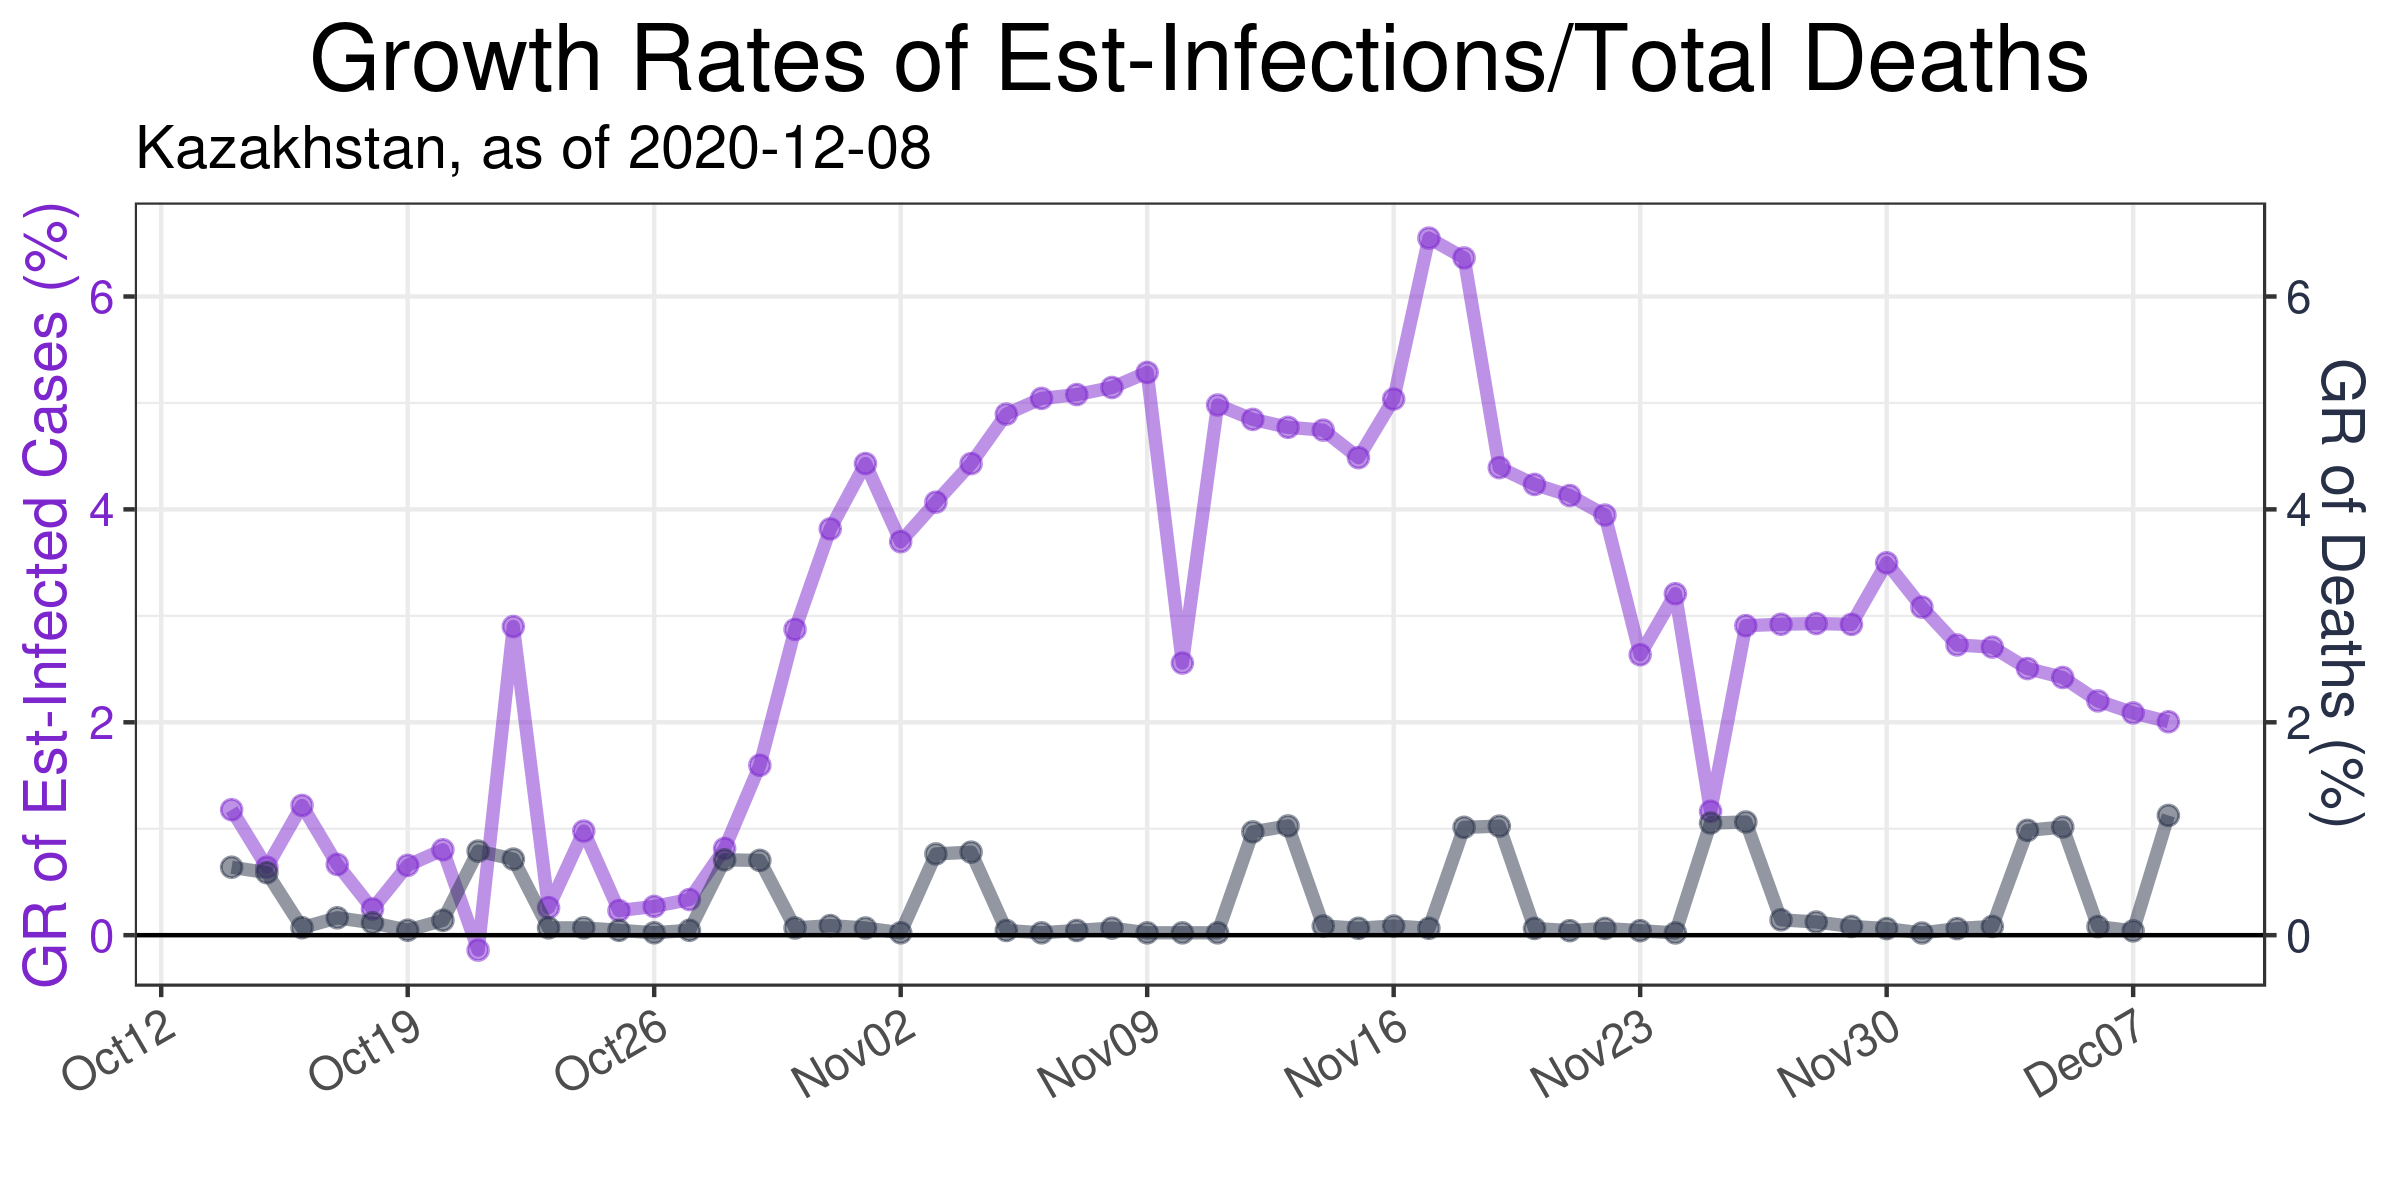 Growth Rates of Est-Infections/Total Deaths
Kazakhstan, as of 2020-12-08
GR of Est-Infected Cases (%)
6
4
2
0
6
4
2
0
GR of Deaths (%)
Oct12
Oct19
Oct26
Nov02
Nov09
Nov16
Nov23
Nov30
Dec07